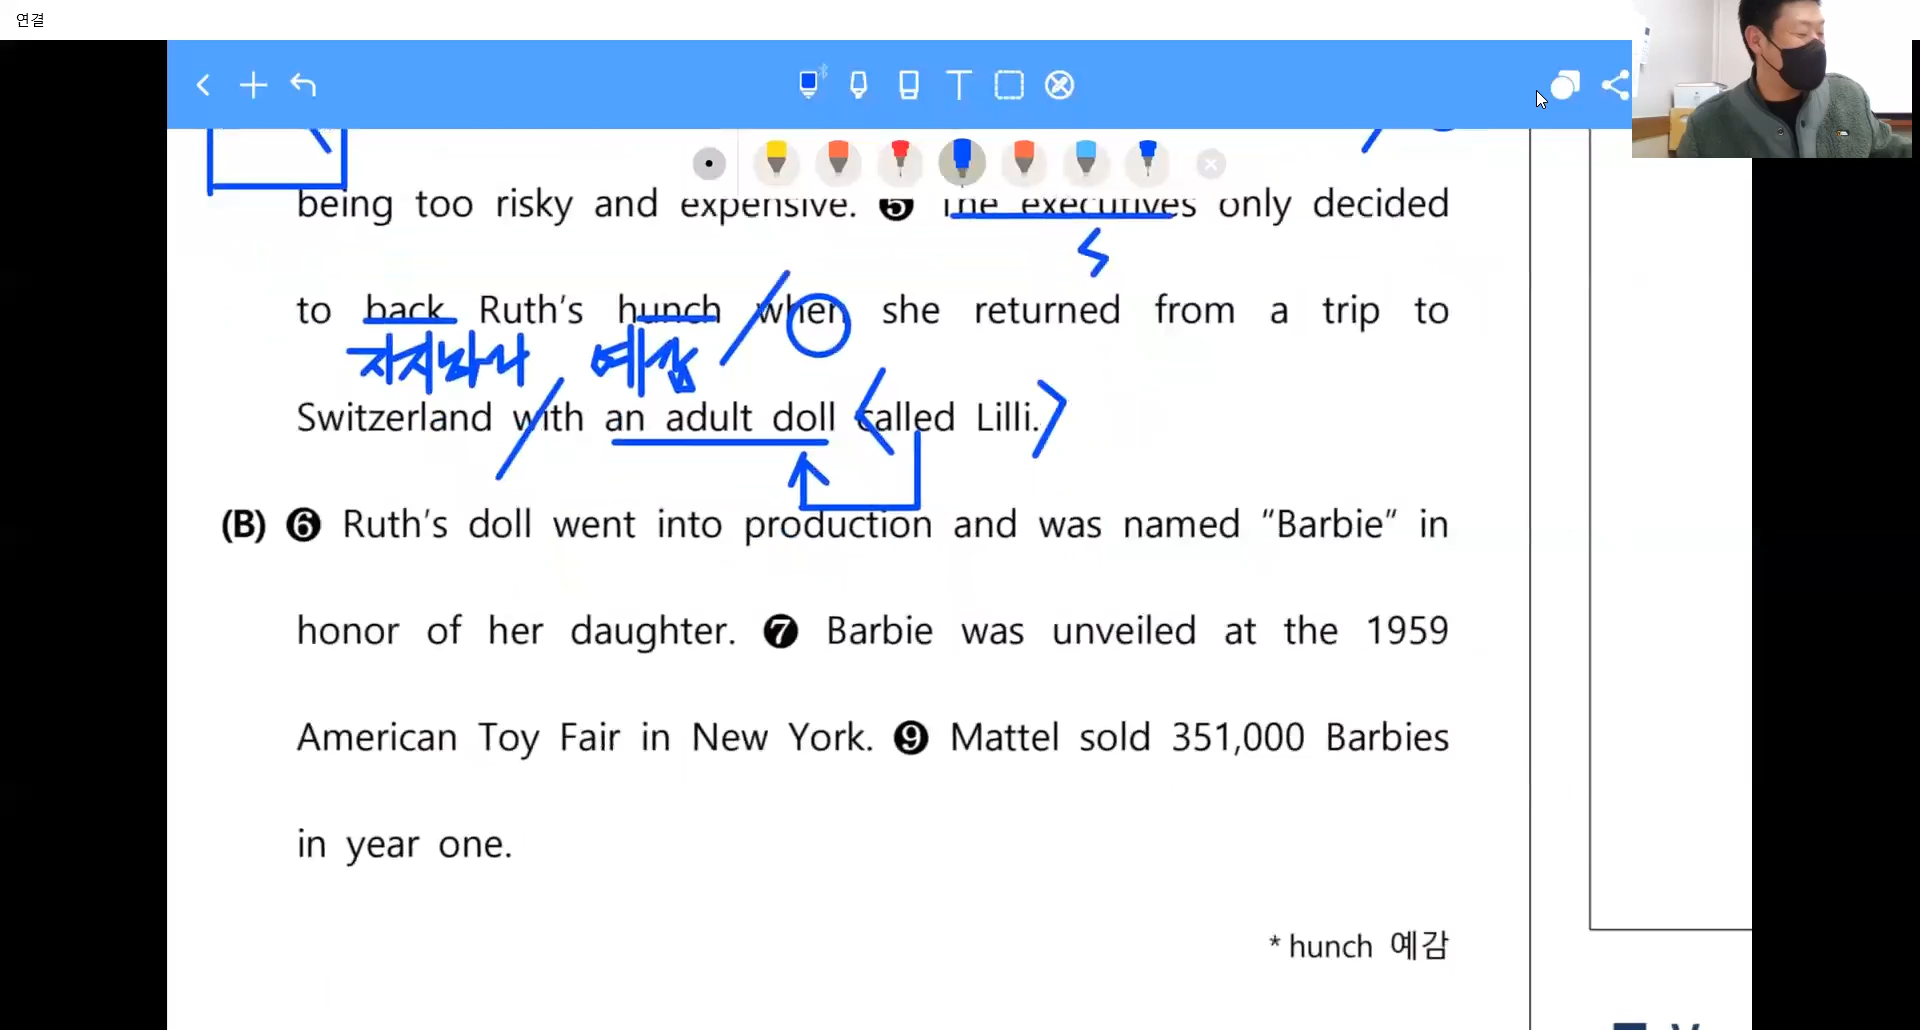 연결
being too risky and expensive. ❺ The executives only decided
S
to back Ruth's hunch when she returned from a trip to
지지하다 예감
Switzerland with an adult doll called Lilli.
(B) ❻ Ruth's doll went into production and was named “Barbie” in
honor of her daughter. ❼ Barbie was unveiled at the 1959
American Toy Fair in New York. ❾ Mattel sold 351,000 Barbies
in year one.
* hunch 예감